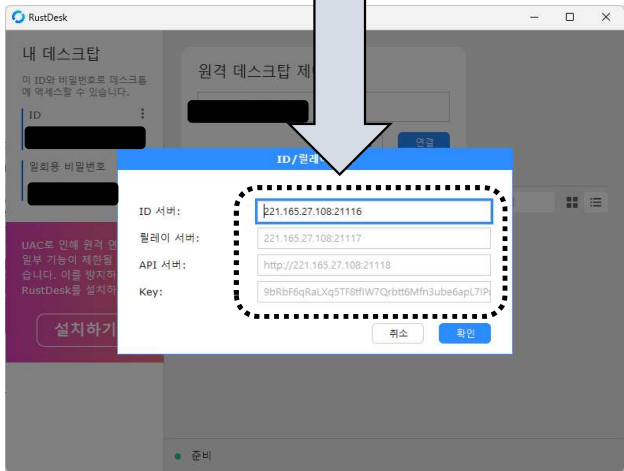 RustDesk
내 데스크탑
이 ID와 비밀번호로 데스크톱
에 액세스할 수 있습니다.
ID
일회용 비밀번호
원격 데스크탑 제
연결
ID/릴레이
ID 서버:
221.165.27.108:21116
릴레이 서버:
221.165.27.108:21117
API 서버:
http://221.165.27.108:21118
Key:
취소
확인
UAC로 인해 원격 연
일부 기능이 제한될
습니다. 이를 방지하
RustDesk를 설치하
설치하기
준비